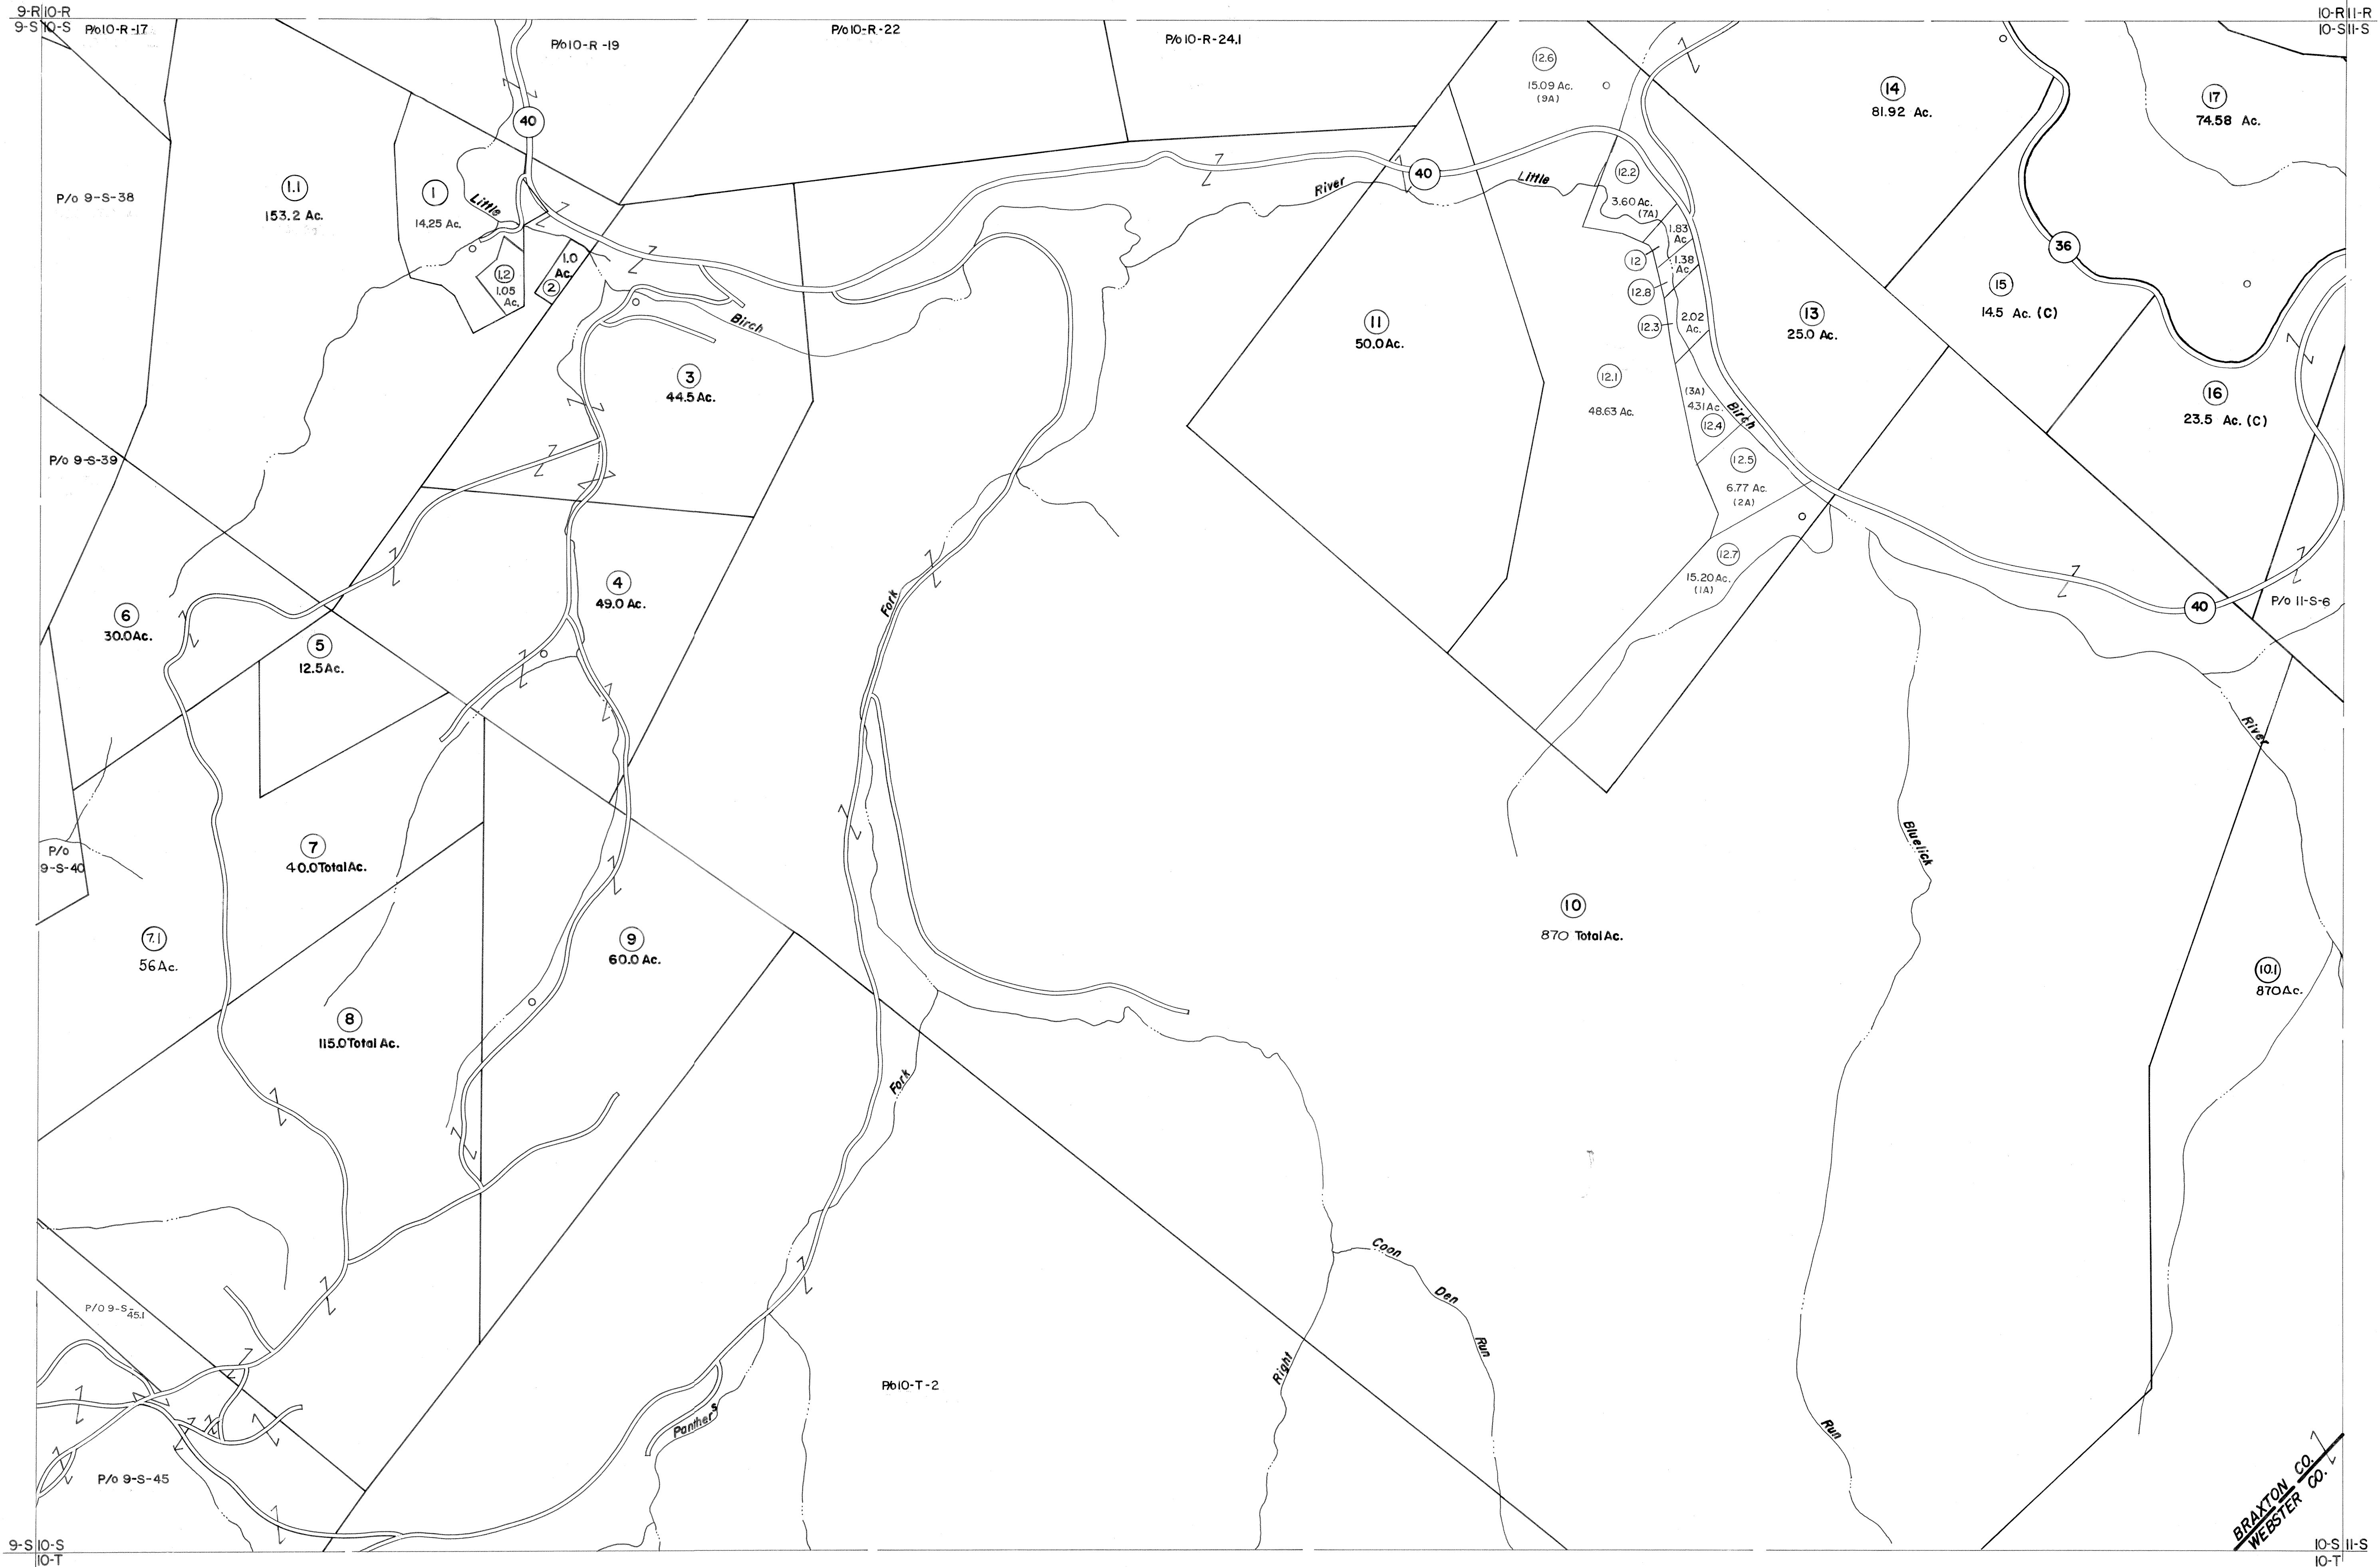 9-R 10-R
9-S 10-S
10-R 11-R
10-S 11-S
P/o 10-R-17
P/o 10-R-19
P/o 10-R-22
P/o 10-R-24.1
12.6
15.09 Ac.
(9A)
14
81.92 Ac.
17
74.58 Ac.
40
40
P/o 9-S-38
1.1
153.2 Ac.
1
14.25 Ac.
Little
River
Little
12.2
3.60 Ac.
(7A)
1.83
Ac.
12
1.38
Ac.
12.8
12.3
2.02
Ac.
1.2
1.05
Ac.
1.0
Ac.
2
36
15
14.5 Ac. (C)
13
25.0 Ac.
11
50.0 Ac.
Birch
3
44.5 Ac.
12.1
48.63 Ac.
(3A)
4.31 Ac.
12.4
Birch
16
23.5 Ac. (C)
P/o 9-S-39
12.5
6.77 Ac.
(2A)
12.7
15.20 Ac.
(1A)
4
49.0 Ac.
Fork
6
30.0 Ac.
5
12.5 Ac.
40
P/o 11-S-6
River
7
40.0 Total Ac.
P/o
9-S-40
Bluelick
10
870 Total Ac.
7.1
56 Ac.
9
60.0 Ac.
10.1
870 Ac.
8
115.0 Total Ac.
Fork
Coon
Den
Run
P/O 9-S-
45.1
Right
P/o 10-T-2
Panther s
Run
P/o 9-S-45
BRAXTON CO.
WEBSTER CO.
9-S 10-S
10-T
10-S 11-S
10-T